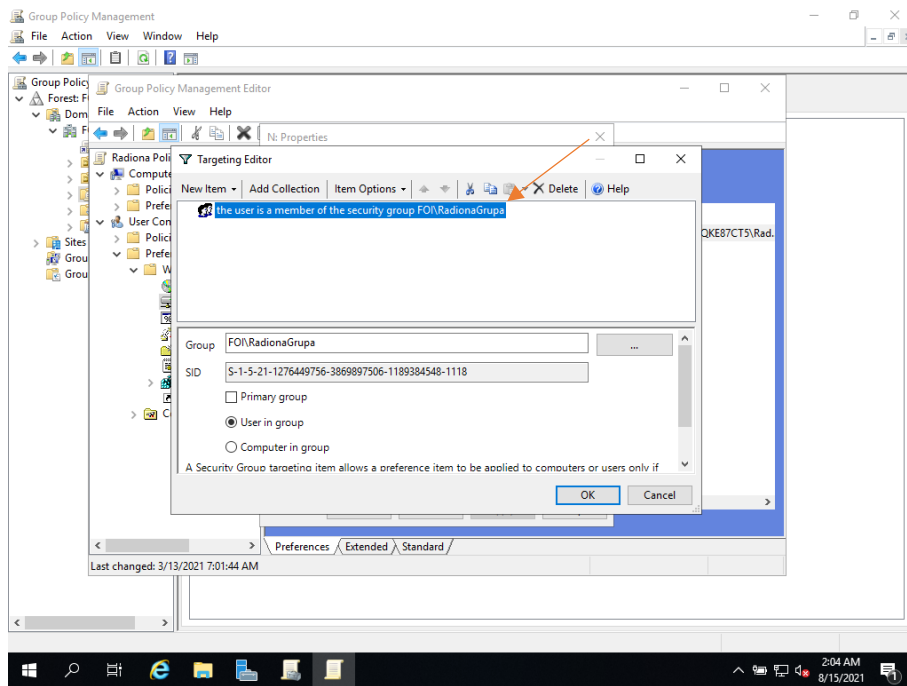 Group Policy Management
File Action View Window Help
Group Policy
Forest: F
Dom
F
Sites
Grou
Grou
Group Policy Management Editor
File Action View Help
Radiona Poli
Compute
Polici
Prefe
User Con
Polici
Prefe
W
C
N: Properties
QKE87CT5\Rad.
Targeting Editor
New Item Add Collection Item Options Delete Help
the user is a member of the security group FOI\RadionaGrupa
Group FOI\RadionaGrupa ...
SID S-1-5-21-1276449756-3869897506-1189384548-1118
Primary group
User in group
Computer in group
A Security Group targeting item allows a preference item to be applied to computers or users only if
OK Cancel
Preferences Extended Standard
Last changed: 3/13/2021 7:01:44 AM
2:04 AM
8/15/2021
1